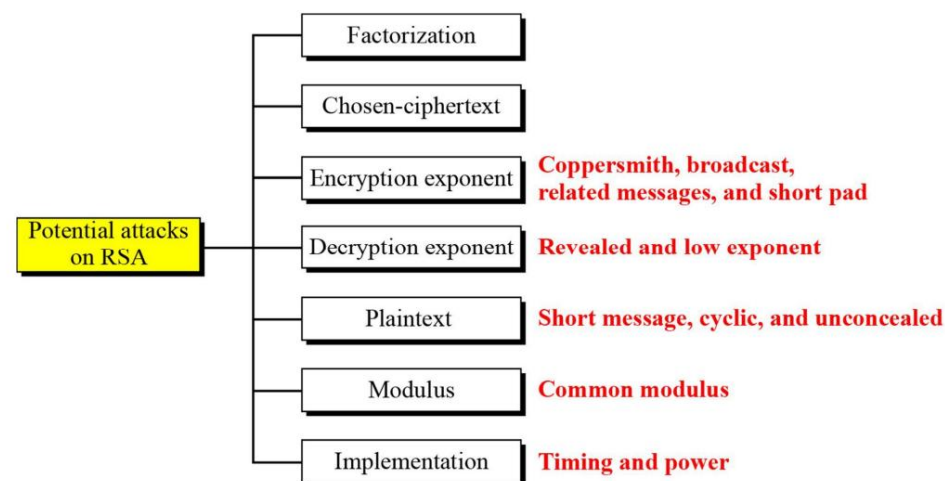 Potential attacks
on RSA
Factorization
Chosen-ciphertext
Encryption exponent
Coppersmith, broadcast,
related messages, and short pad
Decryption exponent
Revealed and low exponent
Plaintext
Short message, cyclic, and unconcealed
Modulus
Common modulus
Implementation
Timing and power